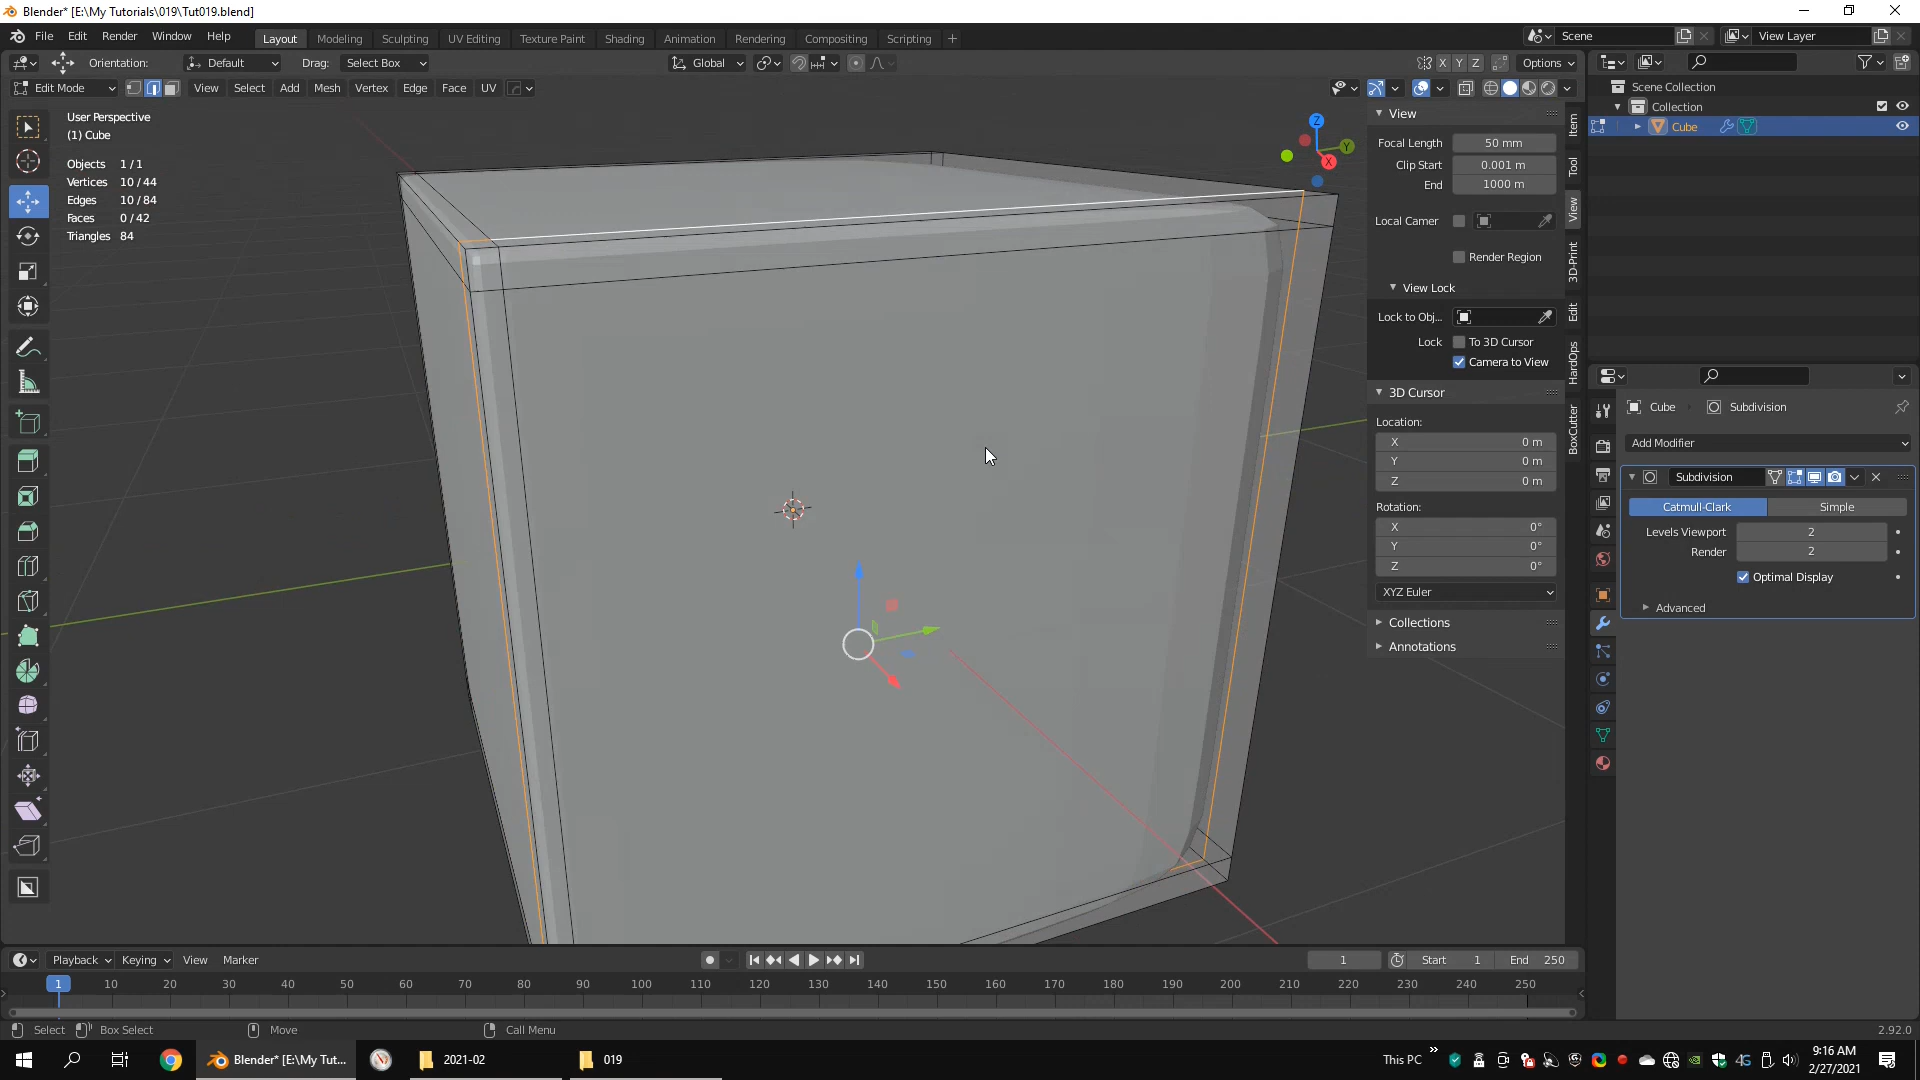 Blender* [E:\My Tutorials\019\Tut019.blend]
File Edit Render Window Help Layout Modeling Sculpting UV Editing Texture Paint Shading Animation Rendering Compositing Scripting + Scene View Layer
Orientation: Default Drag: Select Box Global X Y Z Options
Edit Mode View Select Add Mesh Vertex Edge Face UV
User Perspective
(1) Cube
Objects 1 / 1
Vertices 10 / 44
Edges 10 / 84
Faces 0 / 42
Triangles 84
Z
Y
X
View
Focal Length 50 mm
Clip Start 0.001 m
End 1000 m
Local Camer
Render Region
View Lock
Lock to Obj...
Lock To 3D Cursor
Camera to View
3D Cursor
Location:
X 0 m
Y 0 m
Z 0 m
Rotation:
X 0°
Y 0°
Z 0°
XYZ Euler
Collections
Annotations
Item
Tool
View
3D-Print
Edit
HardOps
BoxCutter
Scene Collection
Collection
Cube
Cube Subdivision
Add Modifier
Subdivision
Catmull-Clark Simple
Levels Viewport 2
Render 2
Optimal Display
Advanced
Playback Keying View Marker 1 Start 1 End 250
1 10 20 30 40 50 60 70 80 90 100 110 120 130 140 150 160 170 180 190 200 210 220 230 240 250
Select Box Select Move Call Menu 2.92.0
Blender* [E:\My Tut... 2021-02 019 This PC 9:16 AM
2/27/2021